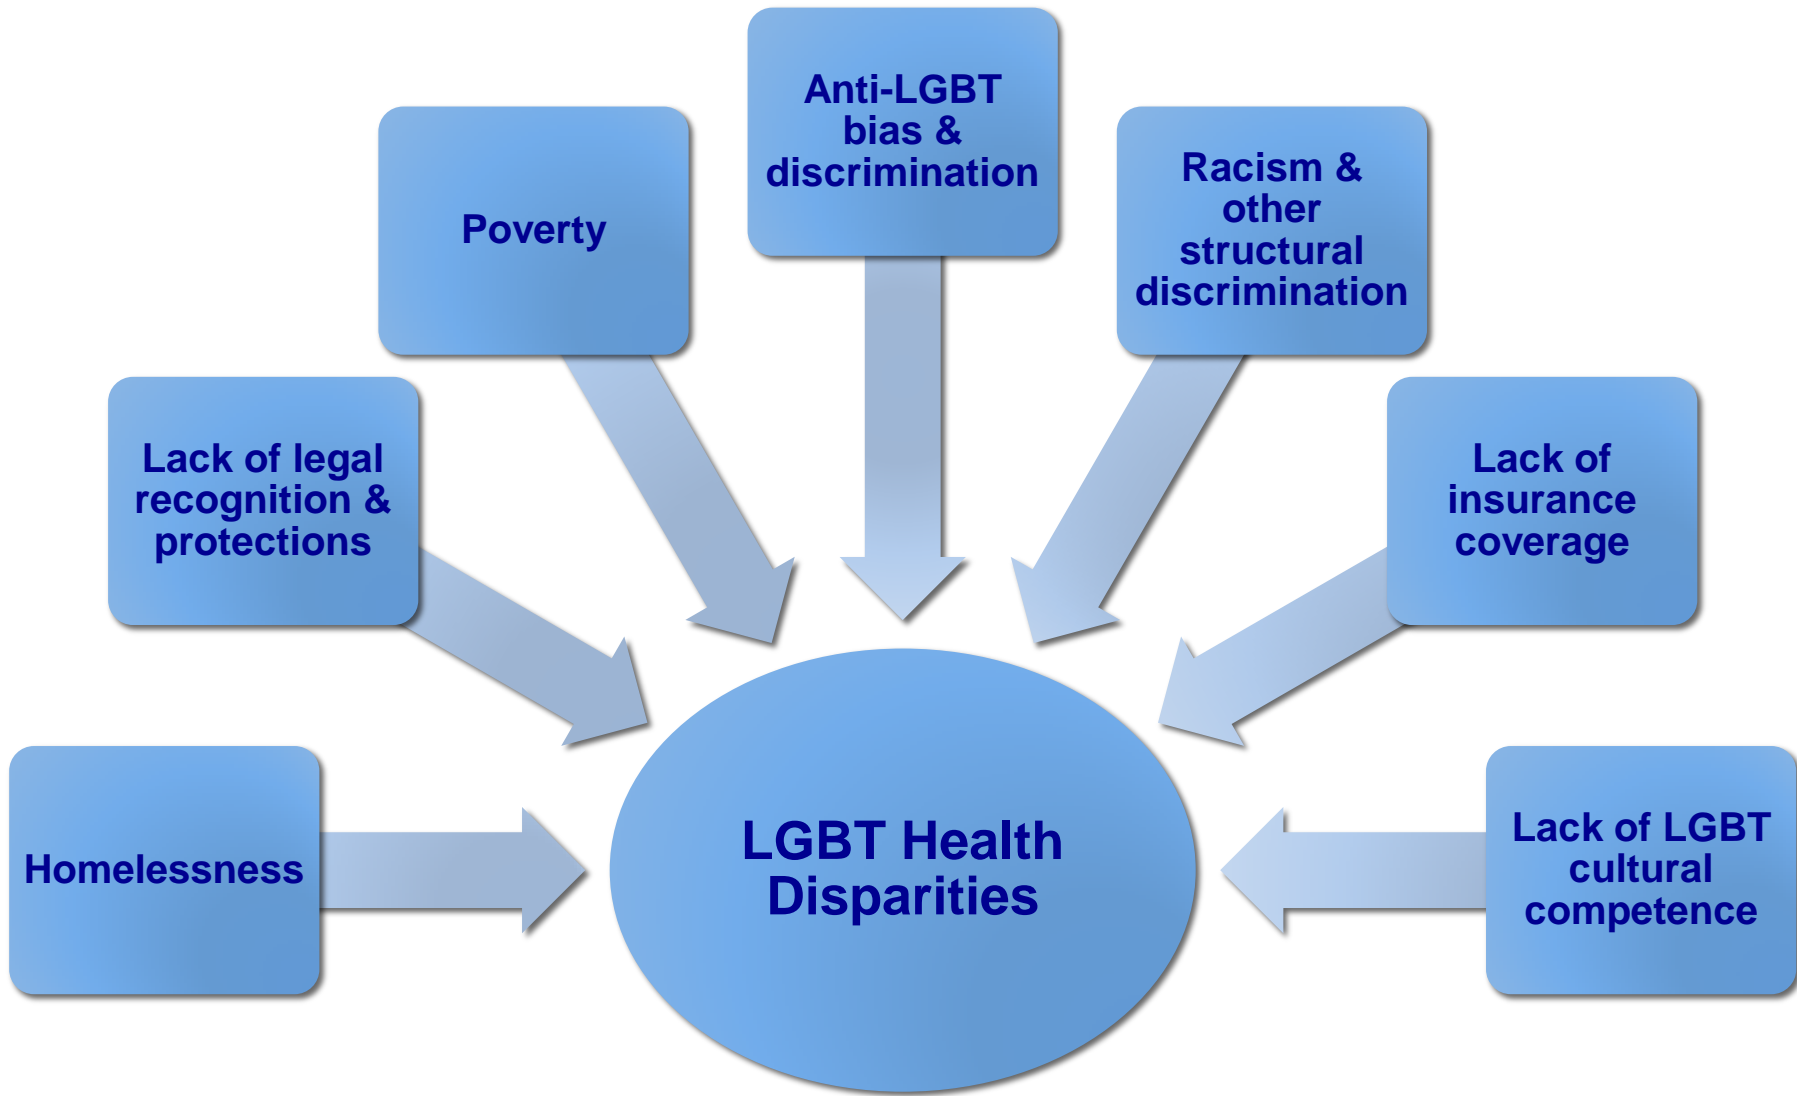 Anti-LGBT
bias &
discrimination
Poverty
Racism &
other
structural
discrimination
Lack of legal
recognition &
protections
Lack of
insurance
coverage
Homelessness
LGBT Health
Disparities
Lack of LGBT
cultural
competence